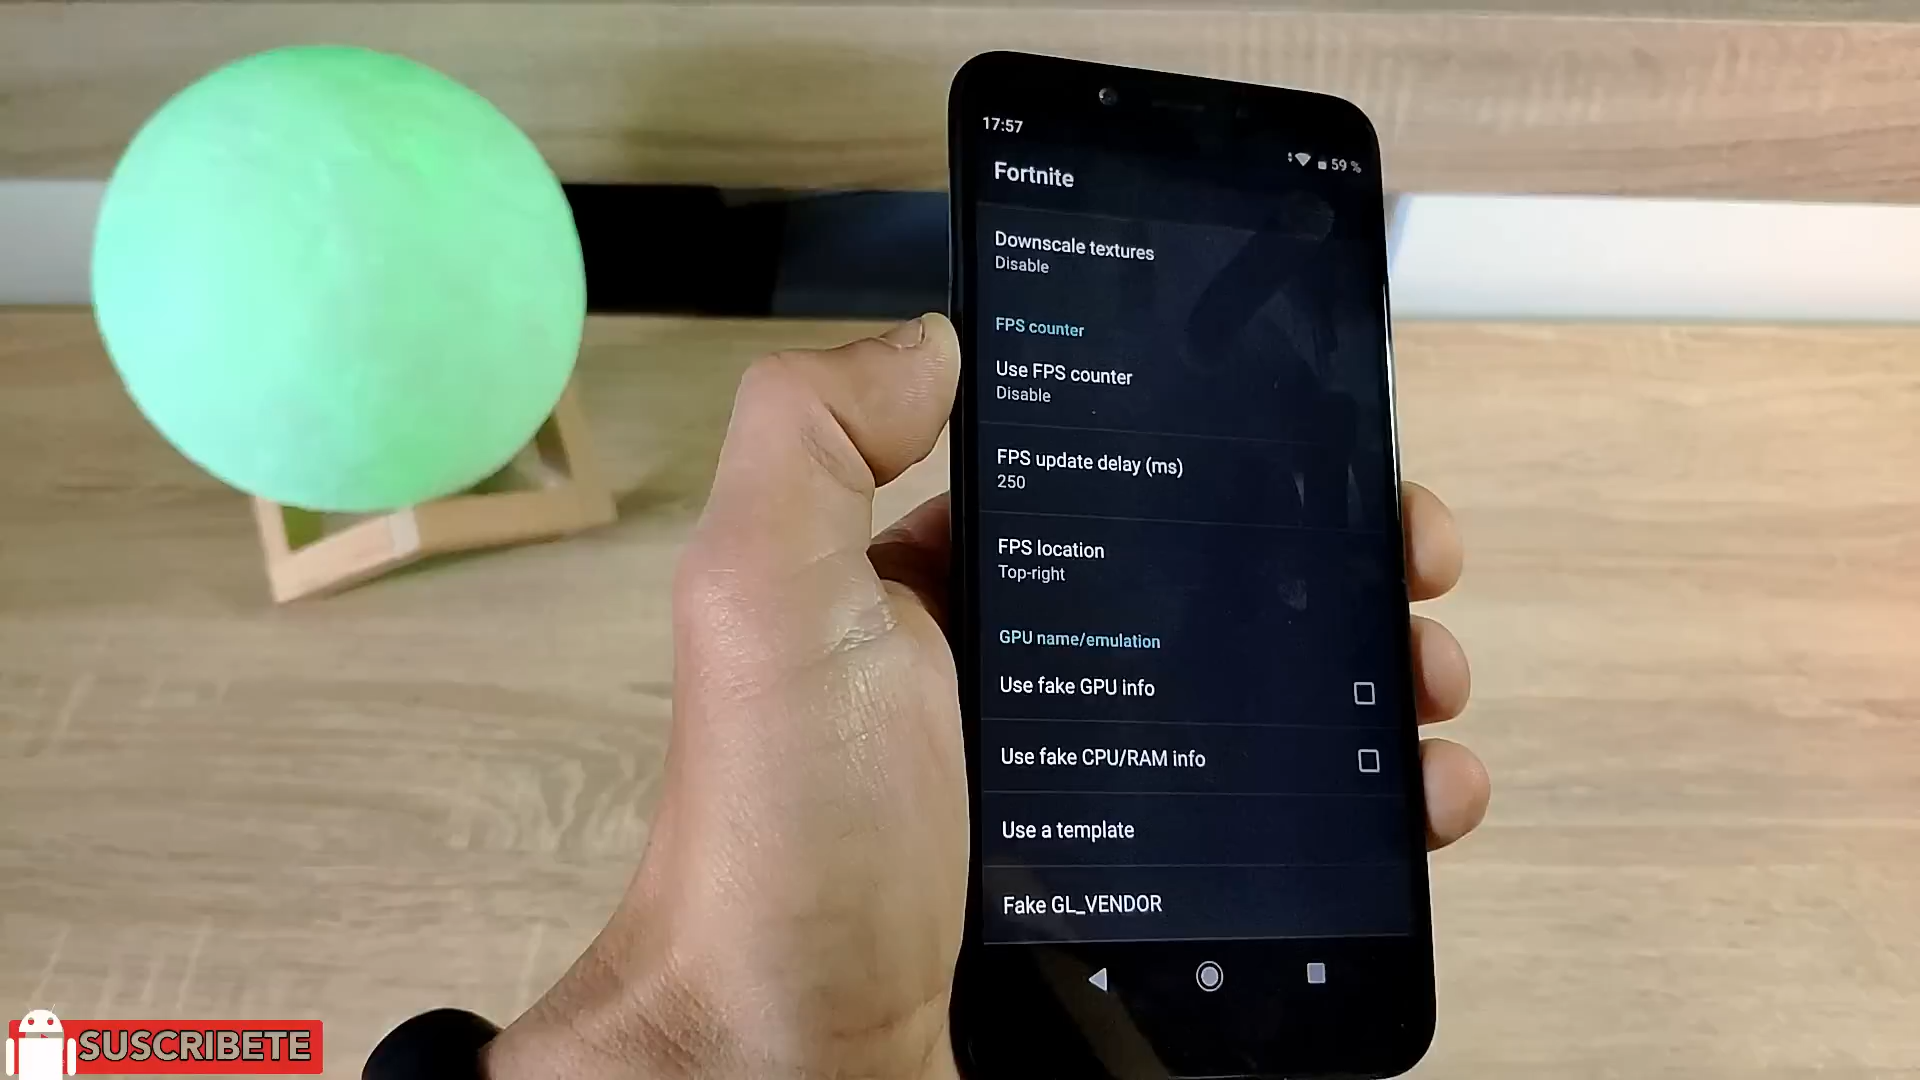 17:57
59 %
Fortnite
Downscale textures
Disable
FPS counter
Use FPS counter
Disable
FPS update delay (ms)
250
FPS location
Top-right
GPU name/emulation
Use fake GPU info
Use fake CPU/RAM info
Use a template
Fake GL_VENDOR
SUSCRIBETE